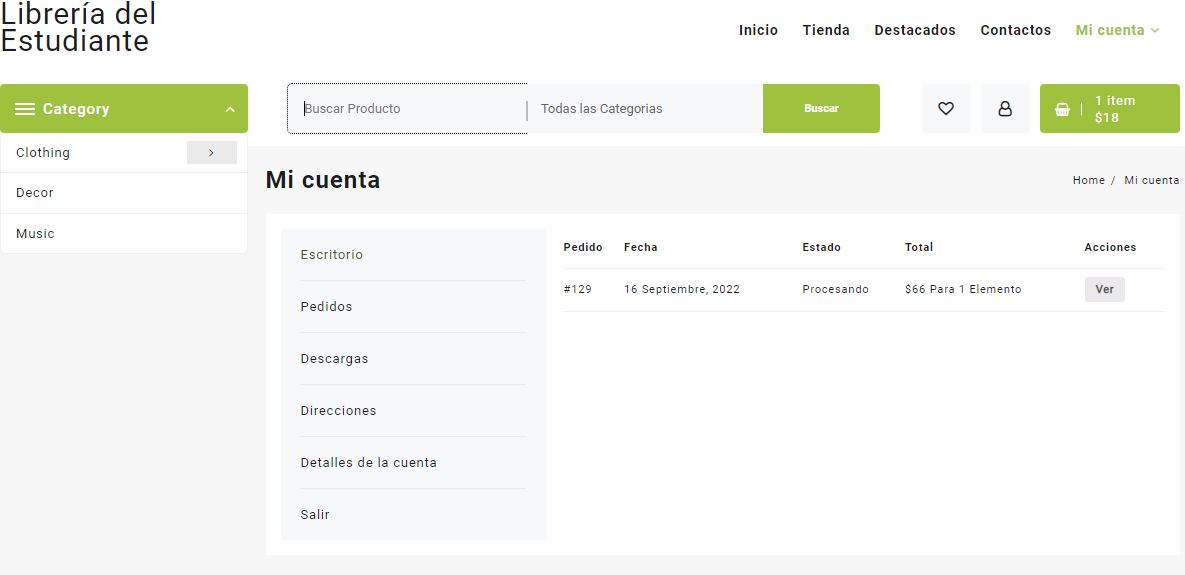 Librería del
Estudiante
Inicio Tienda Destacados Contactos Mi cuenta
Category
Buscar Producto Todas las Categorias Buscar
1 ítem
$18
Clothing
Decor
Music
Mi cuenta
Home / Mi cuenta
Escritorio
Pedidos
Descargas
Direcciones
Detalles de la cuenta
Salir
Pedido Fecha Estado Total Acciones
#129 16 Septiembre, 2022 Procesando $66 Para 1 Elemento Ver